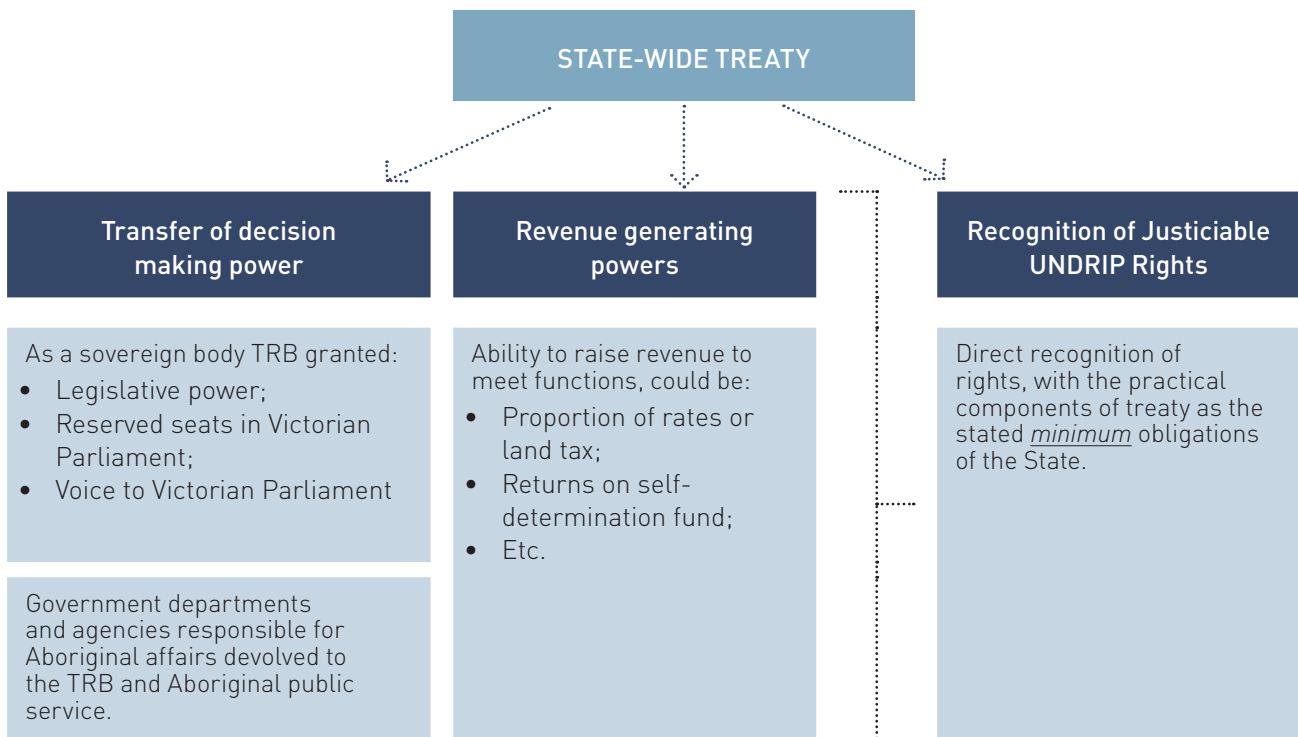 STATE-WIDE TREATY
Transfer of decision
making power
As a sovereign body TRB granted:
• Legislative power;
• Reserved seats in Victorian
Parliament;
• Voice to Victorian Parliament
Government departments
and agencies responsible for
Aboriginal affairs devolved to
the TRB and Aboriginal public
service.
Revenue generating
powers
Ability to raise revenue to
meet functions, could be:
• Proportion of rates or
land tax;
• Returns on self-
determination fund;
• Etc.
Recognition of Justiciable
UNDRIP Rights
Direct recognition of
rights, with the practical
components of treaty as the
stated minimum obligations
of the State.